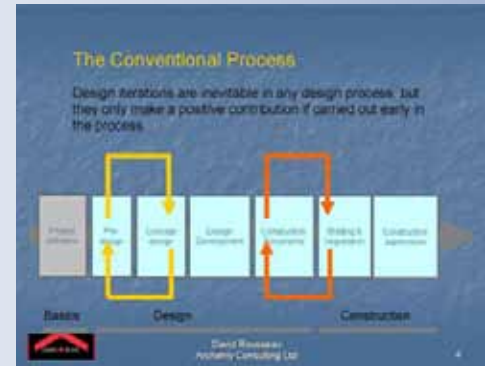 The Conventional Process
Design iterations are inevitable in any design process, but
they only make a positive contribution if carried out early in
the process
Pre
design
Concept
design
Design
Development
Construction
documents
Bidding &
negotiation
Construction
Basics
Design
Construction
David Rousseau
Archemy Consulting Ltd
4